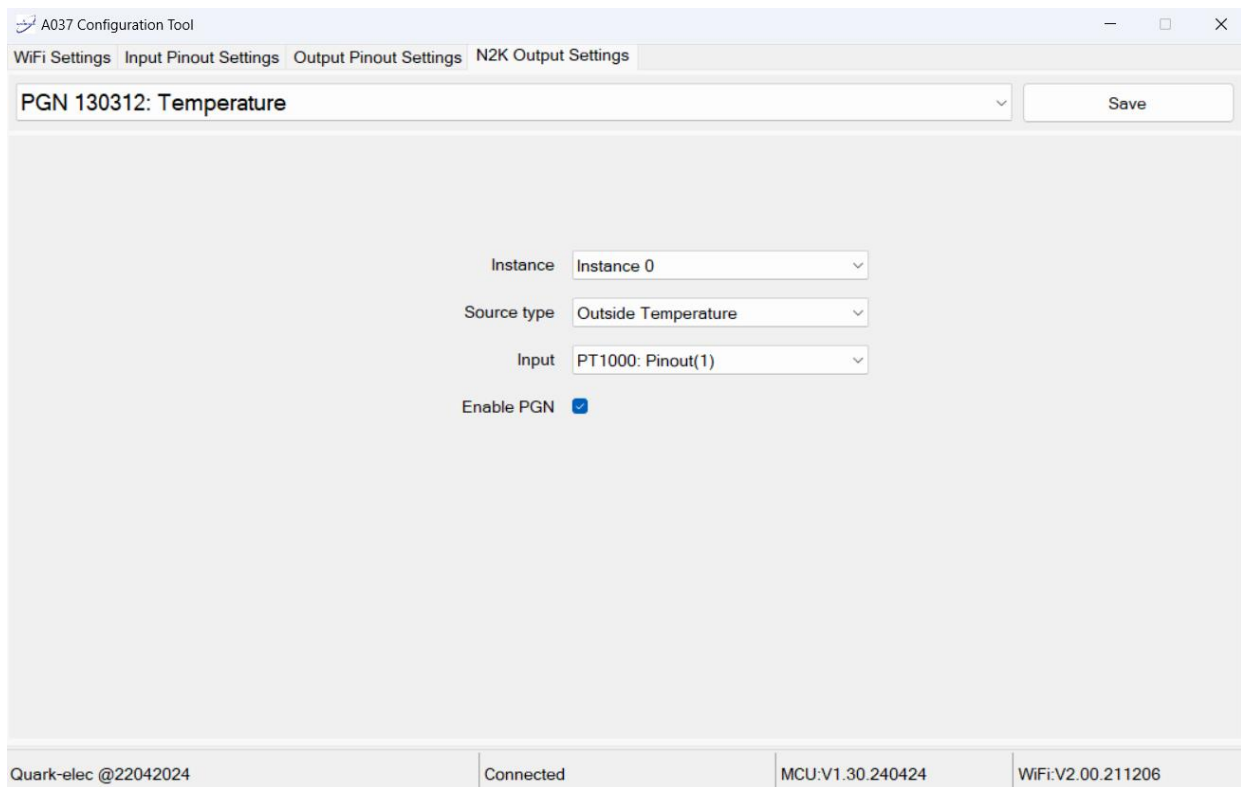 A037 Configuration Tool
WiFi Settings Input Pinout Settings Output Pinout Settings N2K Output Settings
PGN 130312: Temperature Save
Instance Instance 0
Source type Outside Temperature
Input PT1000: Pinout(1)
Enable PGN
Quark-elec @22042024 Connected MCU:V1.30.240424 WiFi:V2.00.211206